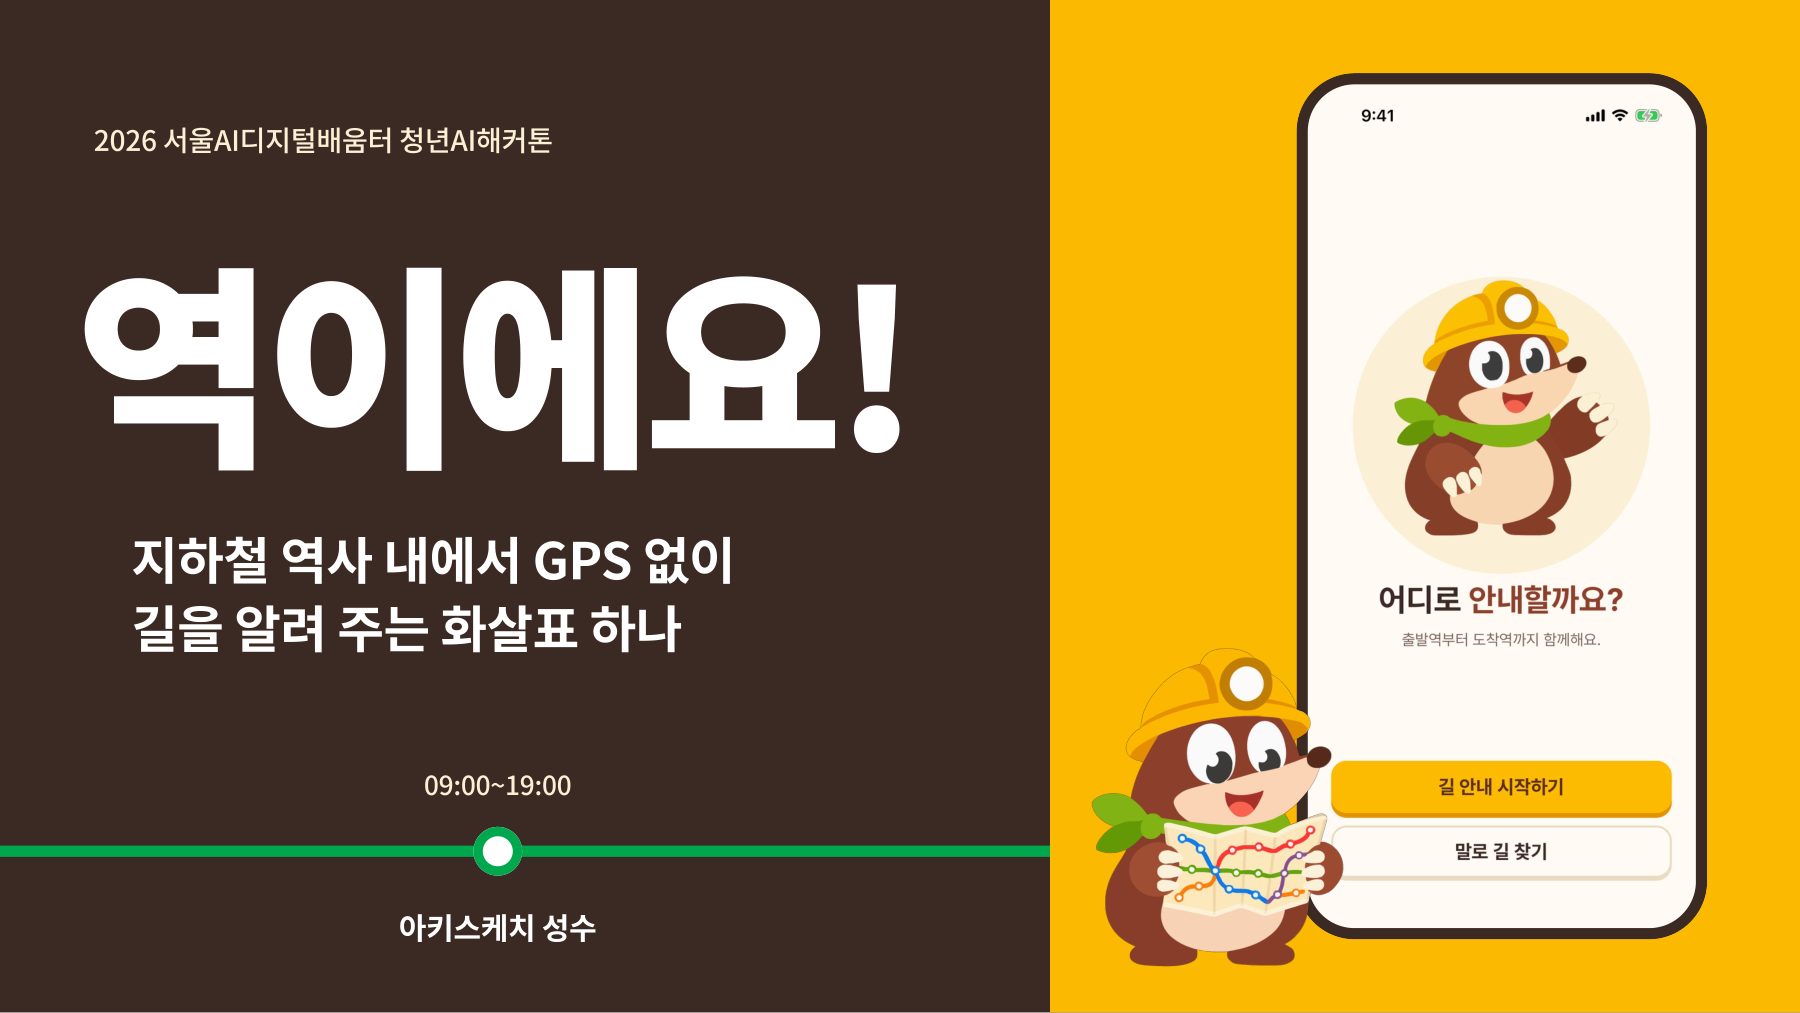 2026 서울AI디지털배움터 청년AI해커톤
역이에요!
지하철 역사 내에서 GPS 없이
길을 알려 주는 화살표 하나
09:00~19:00
아키스케치 성수
9:41
어디로 안내할까요?
출발역부터 도착역까지 함께해요.
길 안내 시작하기
말로 길 찾기